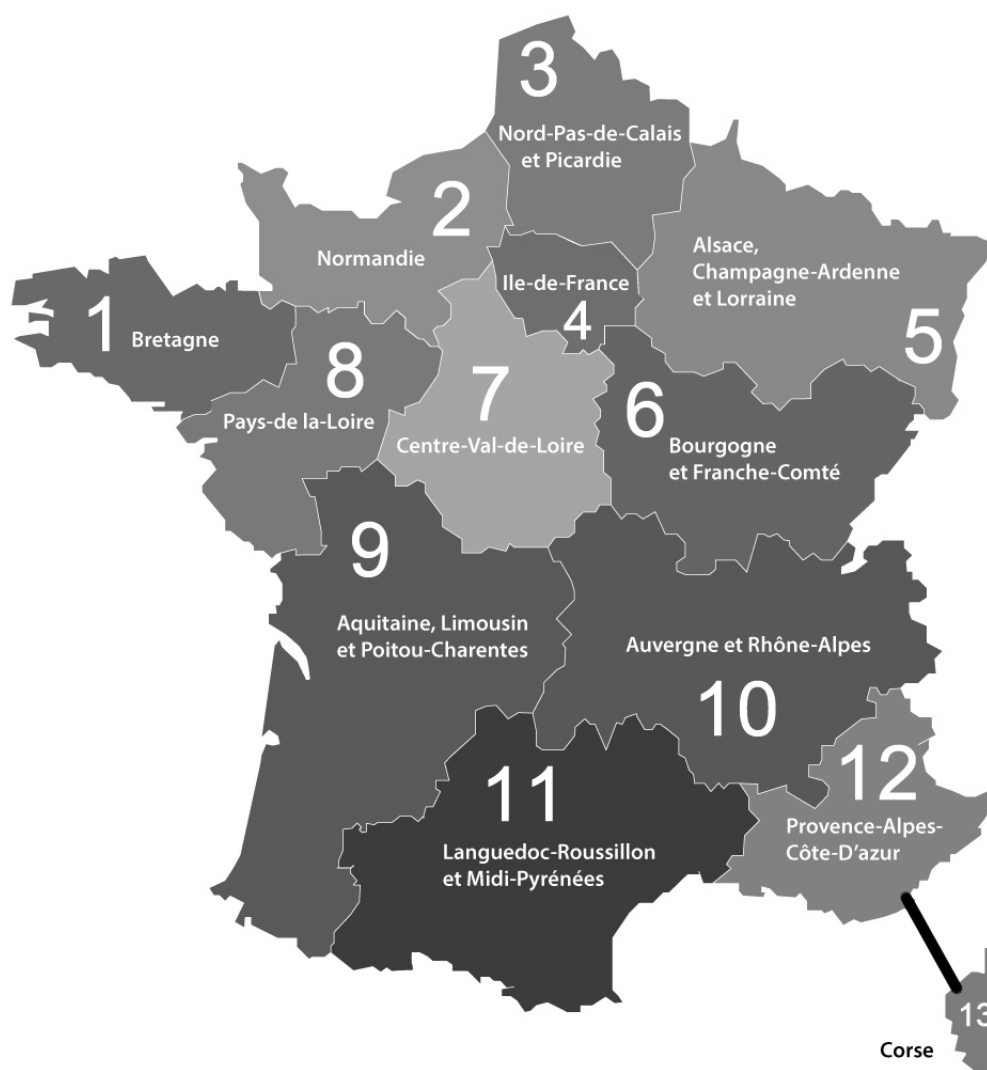 3
Nord-Pas-de-Calais
et Picardie
2
Normandie
Alsace,
Champagne-Ardenne
et Lorraine
5
Ile-de-France
4
1
Bretagne
8
Pays-de la-Loire
7
Centre-Val-de-Loire
6
Bourgogne
et Franche-Comté
9
Aquitaine, Limousin
et Poitou-Charentes
Auvergne et Rhône-Alpes
10
11
Languedoc-Roussillon
et Midi-Pyrénées
12
Provence-Alpes-
Côte-D’azur
13
Corse